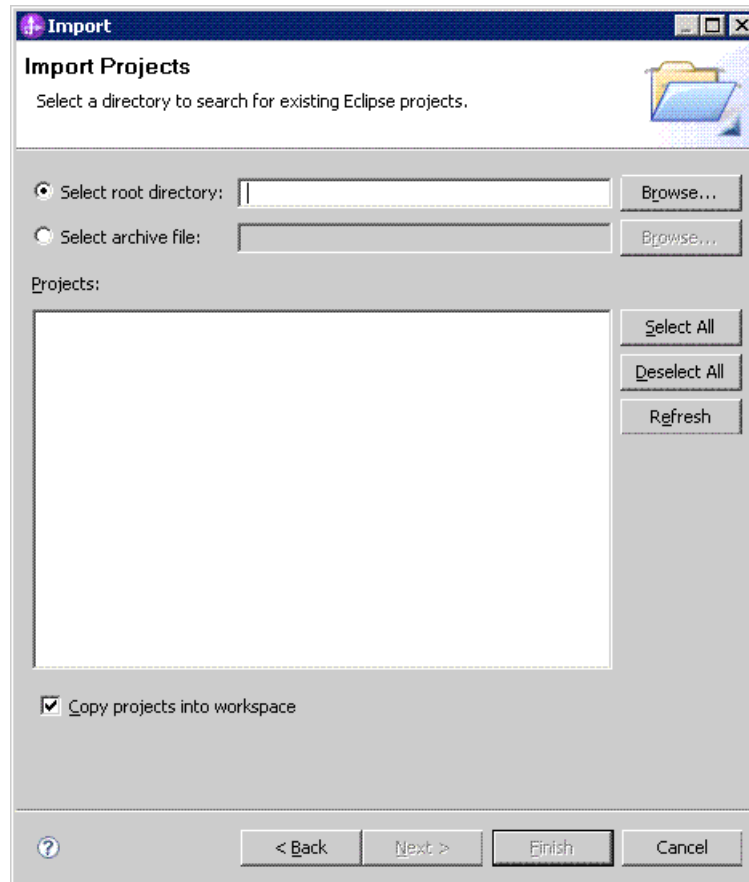 Import
Import Projects
Select a directory to search for existing Eclipse projects.
Select root directory: Browse...
Select archive file: Browse...
Projects:
Select All
Deselect All
Refresh
Copy projects into workspace
? < Back Next > Finish Cancel